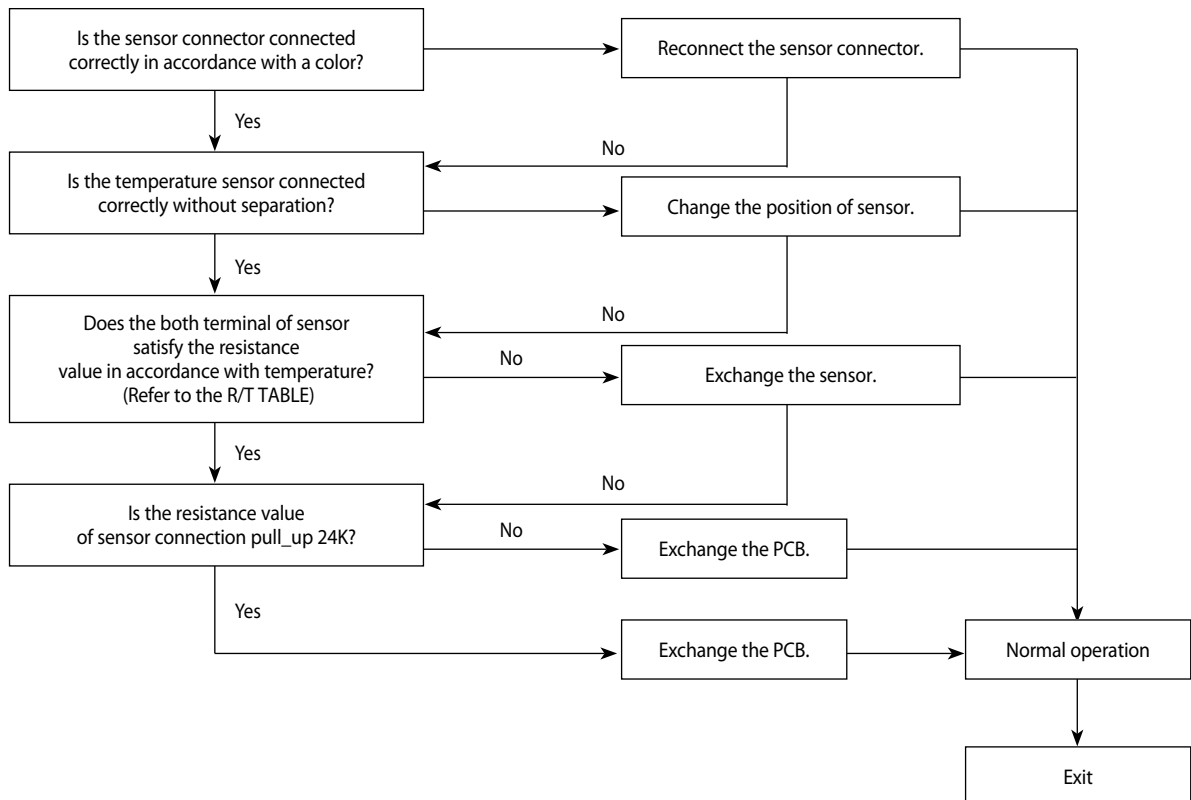 Is the sensor connector connected
correctly in accordance with a color?
Reconnect the sensor connector.
Yes
No
Is the temperature sensor connected
correctly without separation?
Change the position of sensor.
Yes
No
Does the both terminal of sensor
satisfy the resistance
value in accordance with temperature?
(Refer to the R/T TABLE)
No
Exchange the sensor.
Yes
No
Is the resistance value
of sensor connection pull_up 24K?
No
Exchange the PCB.
Yes
Exchange the PCB.
Normal operation
Exit